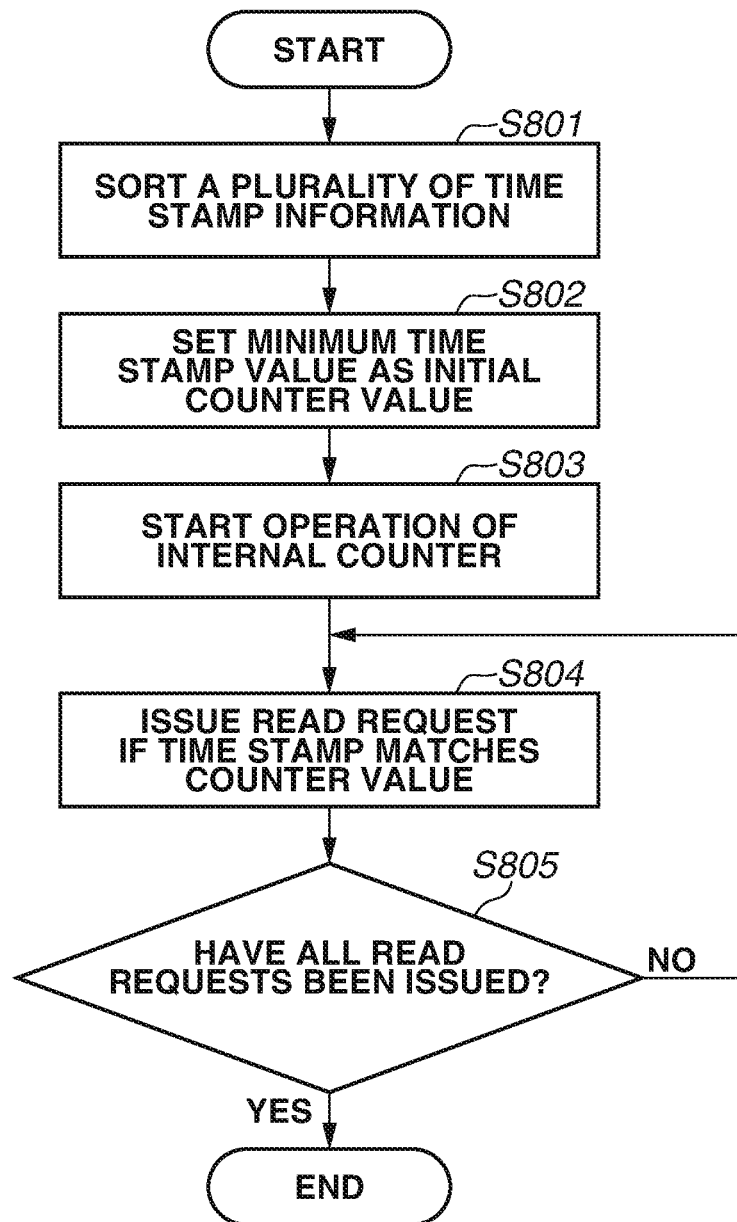 START
S801
SORT A PLURALITY OF TIME
STAMP INFORMATION
S802
SET MINIMUM TIME
STAMP VALUE AS INITIAL
COUNTER VALUE
S803
START OPERATION OF
INTERNAL COUNTER
S804
ISSUE READ REQUEST
IF TIME STAMP MATCHES
COUNTER VALUE
S805
HAVE ALL READ
REQUESTS BEEN ISSUED?
NO
YES
END